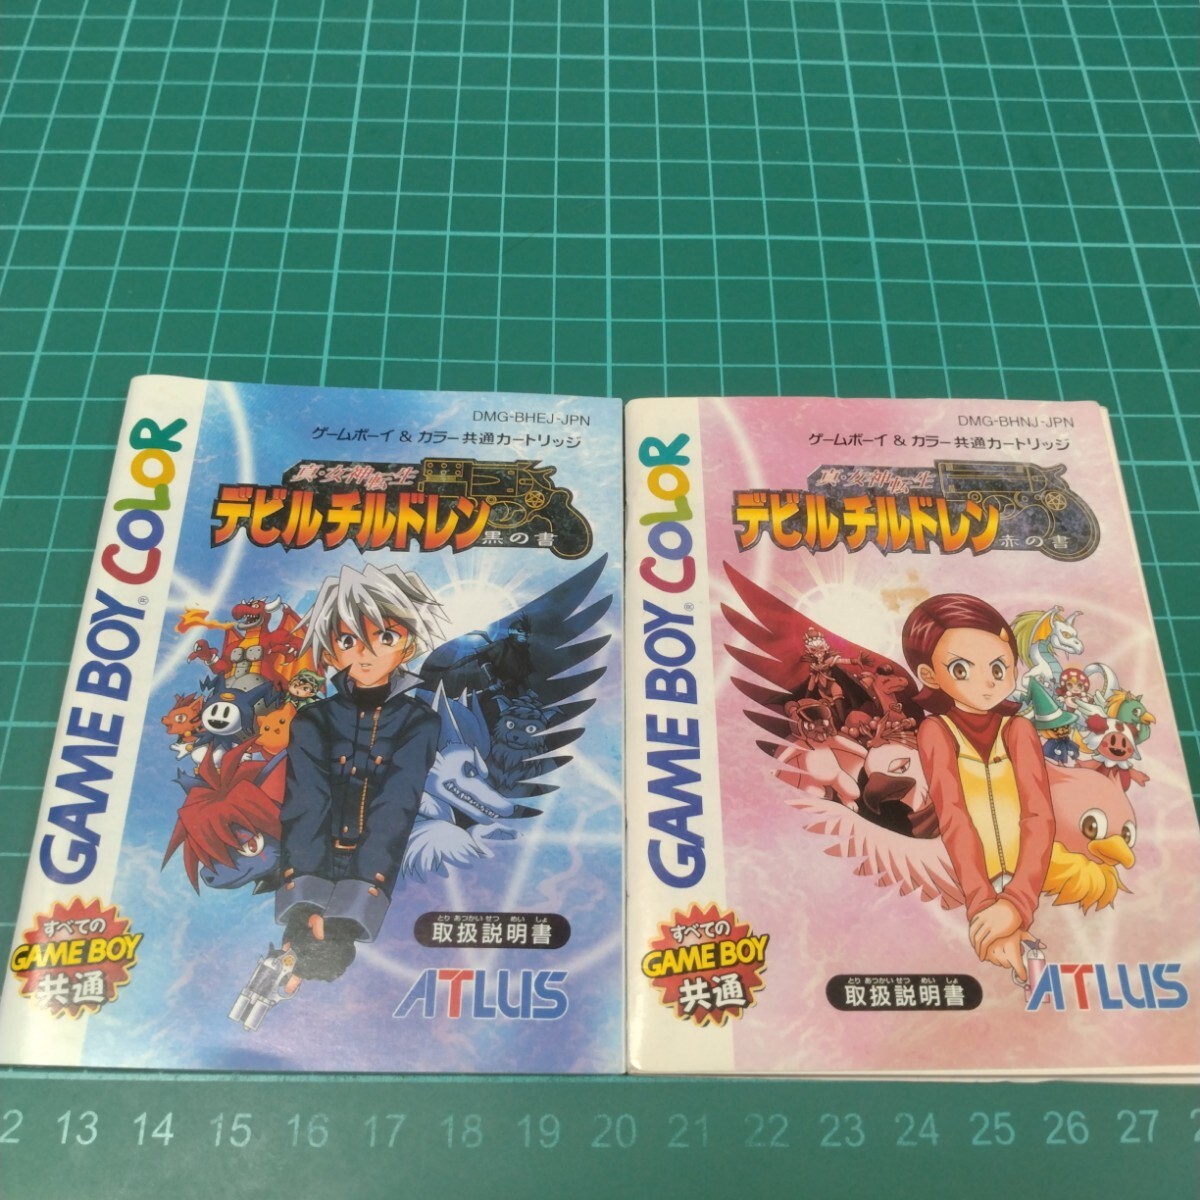 DMG-BHEJ-JPN
ゲームボーイ & カラー共通カートリッジ
真・女神転生
デビルチルドレン
黒の書
GAME BOY COLOR
®
すべての
GAME BOY
共通
とり あつかい せつ めい しょ
取扱説明書
ATLUS
DMG-BHNJ-JPN
ゲームボーイ & カラー共通カートリッジ
真・女神転生
デビルチルドレン
赤の書
GAME BOY COLOR
®
すべての
GAME BOY
共通
とり あつかい せつ めい しょ
取扱説明書
ATLUS
2 13 14 15 16 17 18 19 20 21 22 23 24 25 26 27